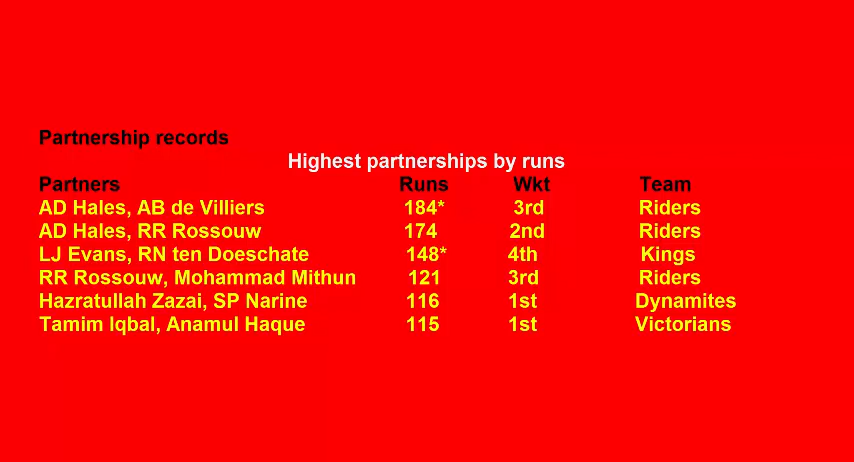 Partnership records
Highest partnerships by runs
Partners Runs Wkt Team
AD Hales, AB de Villiers 184* 3rd Riders
AD Hales, RR Rossouw 174 2nd Riders
LJ Evans, RN ten Doeschate 148* 4th Kings
RR Rossouw, Mohammad Mithun 121 3rd Riders
Hazratullah Zazai, SP Narine 116 1st Dynamites
Tamim Iqbal, Anamul Haque 115 1st Victorians